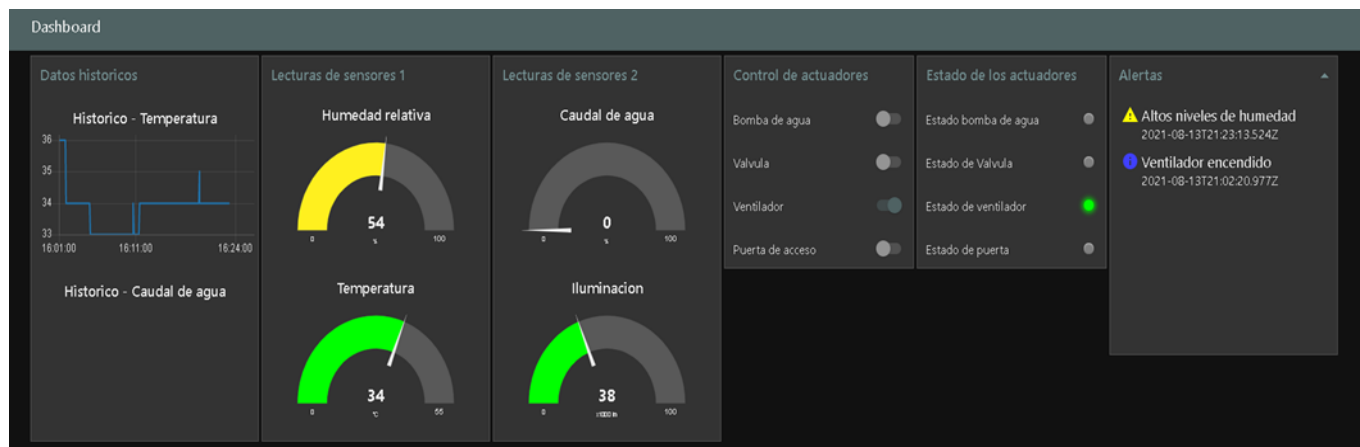 Dashboard
Datos historicos
Historico - Temperatura
36
35
34
33
16:01:00 16:11:00 16:24:00
Historico - Caudal de agua
Lecturas de sensores 1
Humedad relativa
54
%
0 100
Temperatura
34
°C
0 55
Lecturas de sensores 2
Caudal de agua
0
%
0 100
Iluminacion
38
x1000 lm
0 100
Control de actuadores
Bomba de agua
Valvula
Ventilador
Puerta de acceso
Estado de los actuadores
Estado bomba de agua
Estado de Valvula
Estado de ventilador
Estado de puerta
Alertas
Altos niveles de humedad
2021-08-13T21:23:13.524Z
Ventilador encendido
2021-08-13T21:02:20.977Z